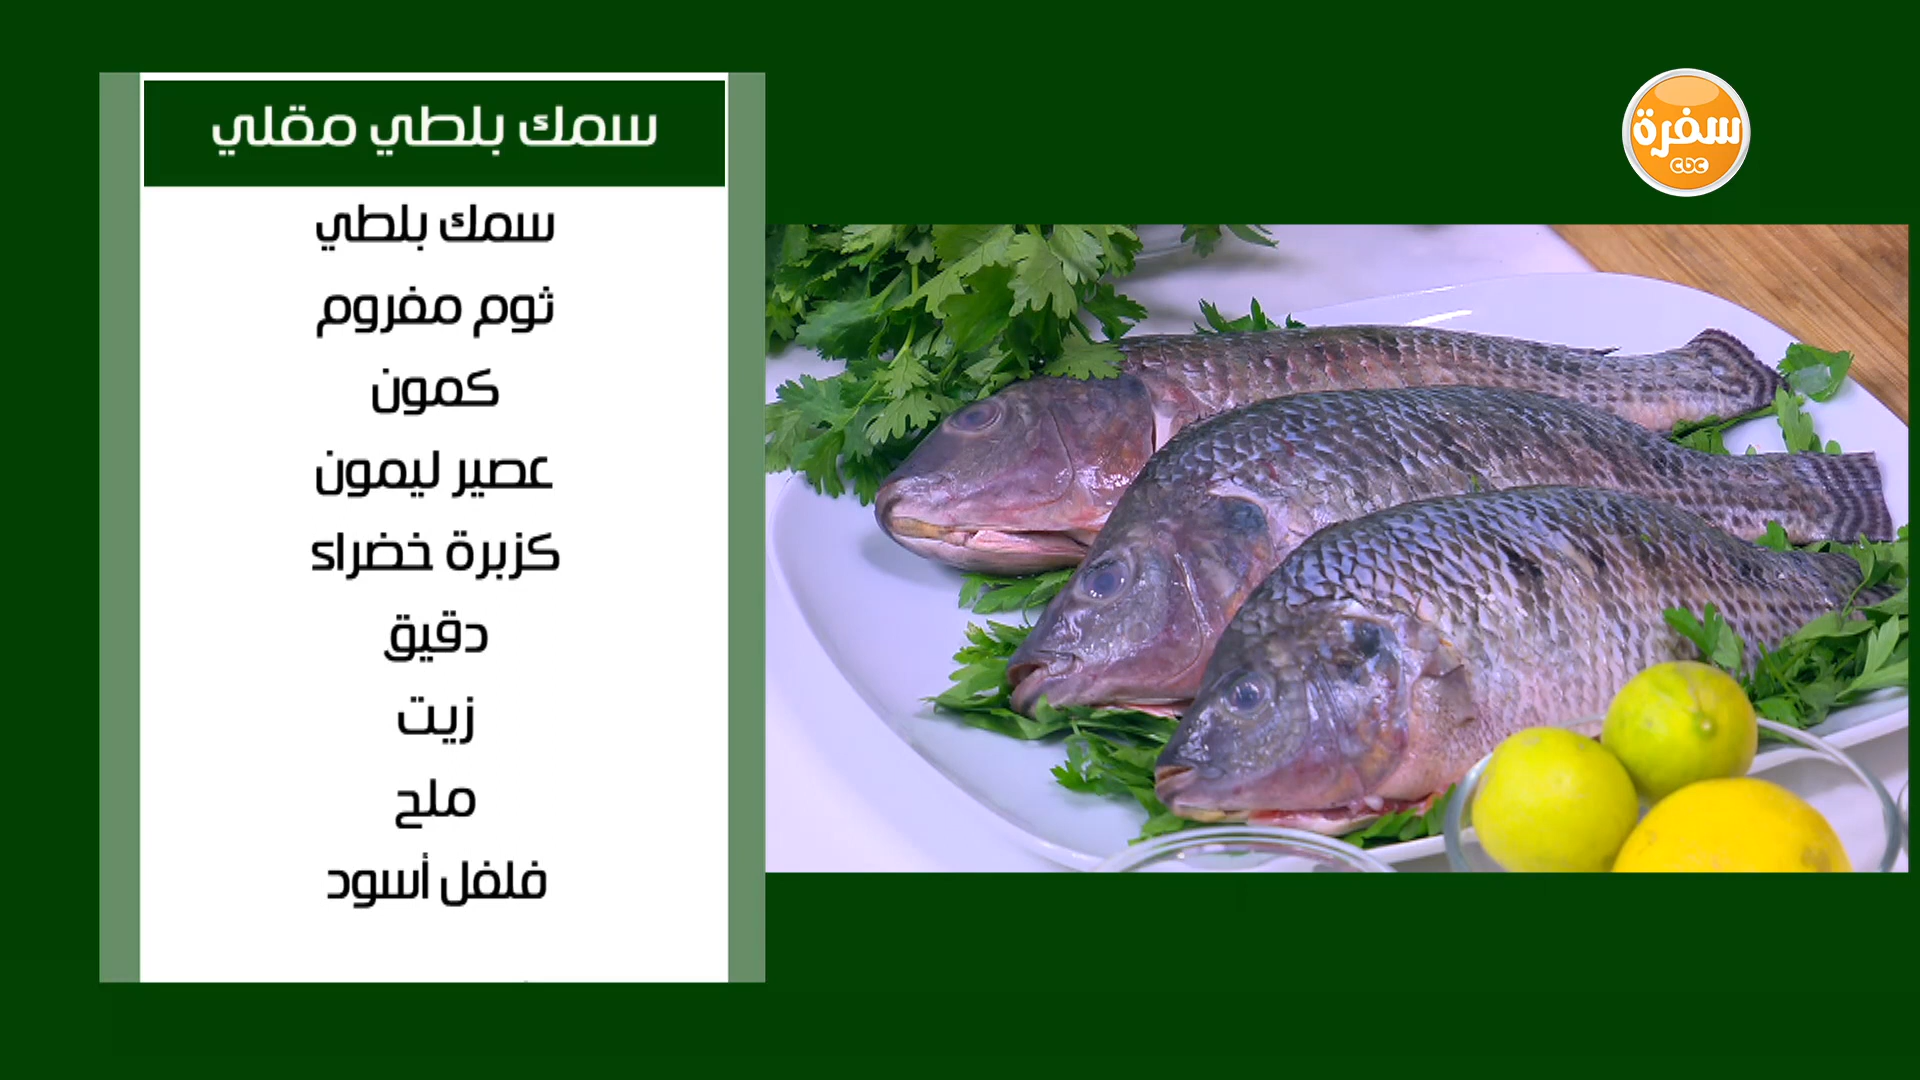 سمك بلطي مقلي
سمك بلطي
ثوم مفروم
كمون
عصير ليمون
كزبرة خضراء
دقيق
زيت
ملح
فلفل أسود
سفرة
cbc